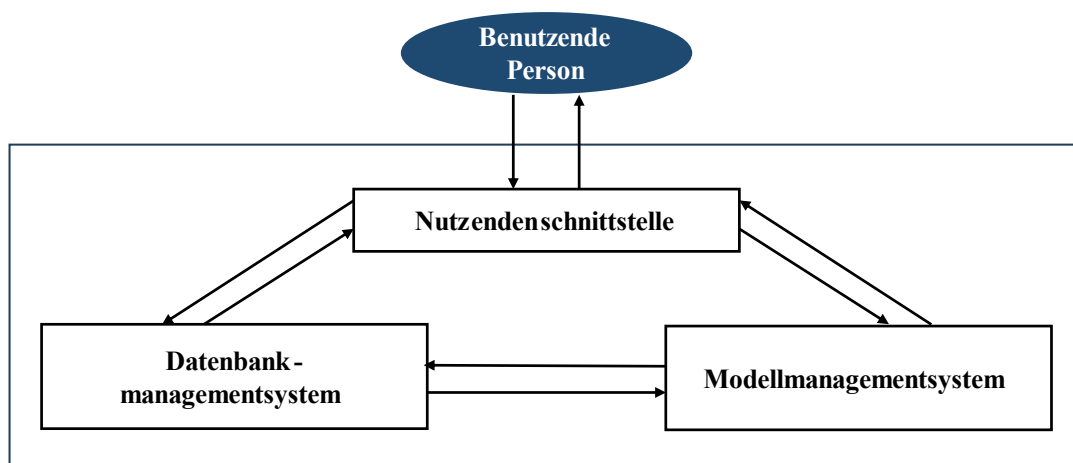 Benutzende
Person
Nutzendenschnittstelle
Datenbank-
managementsystem
Modellmanagementsystem